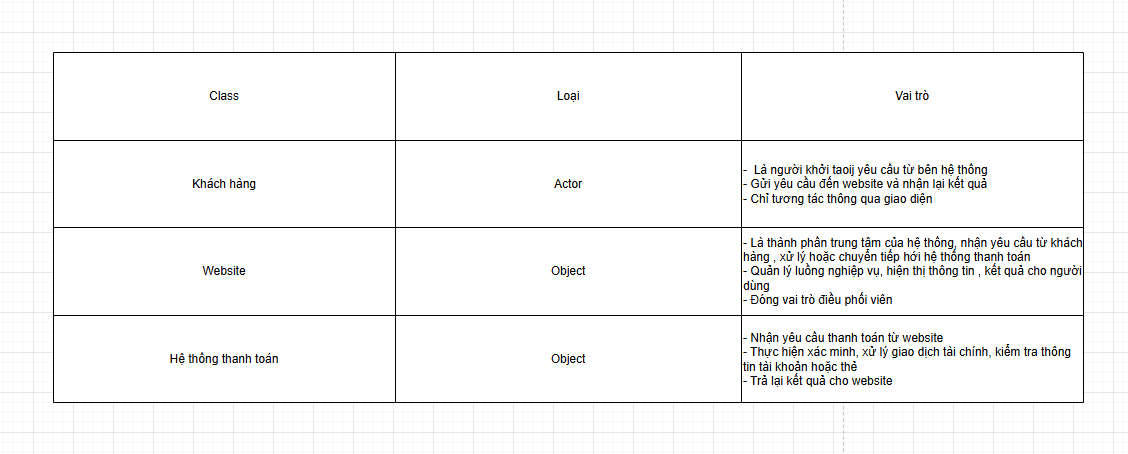 Class
Loại
Vai trò
Khách hàng
Actor
- Là người khởi taoij yêu cầu từ bên hệ thống
- Gửi yêu cầu đến website và nhận lại kết quả
- Chỉ tương tác thông qua giao diện
Website
Object
- Là thành phần trung tâm của hệ thống, nhận yêu cầu từ khách
hàng , xử lý hoặc chuyển tiếp hới hệ thống thanh toán
- Quản lý luồng nghiệp vụ, hiện thị thông tin , kết quả cho người
dùng
- Đóng vai trò điều phối viên
Hệ thống thanh toán
Object
- Nhận yêu cầu thanh toán từ website
- Thực hiện xác minh, xử lý giao dịch tài chính, kiểm tra thông
tin tài khoản hoặc thẻ
- Trả lại kết quả cho website